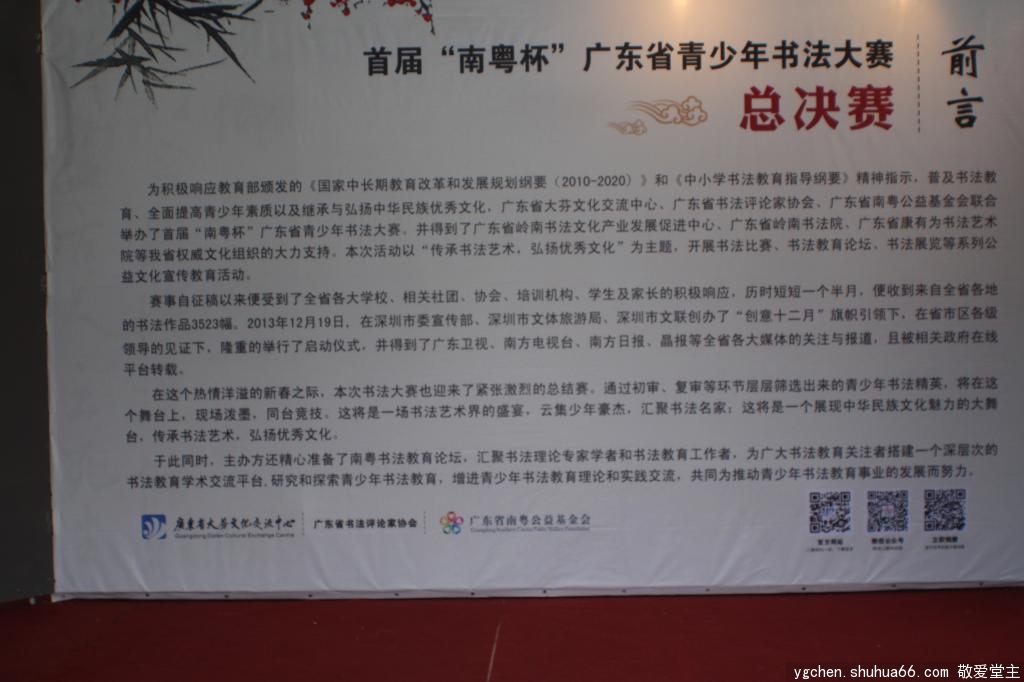 首届“南粤杯”广东省青少年书法大赛
总决赛
前言
为积极响应教育部颁发的《国家中长期教育改革和发展规划纲要（2010-2020）》和《中小学书法教育指导纲要》精神指示，普及书法教
育、全面提高青少年素质以及继承与弘扬中华民族优秀文化，广东省大芬文化交流中心、广东省书法评论家协会、广东省南粤公益基金会联合
举办了首届“南粤杯”广东省青少年书法大赛。并得到了广东省岭南书法文化产业发展促进中心、广东省岭南书法院、广东省康有为书法艺术
院等我省权威文化组织的大力支持。本次活动以“传承书法艺术，弘扬优秀文化”为主题，开展书法比赛、书法教育论坛、书法展览等系列公
益文化宣传教育活动。
赛事自征稿以来便受到了全省各大学校、相关社团、协会、培训机构、学生及家长的积极响应，历时短短一个半月，便收到来自全省各地
的书法作品3523幅。2013年12月19日，在深圳市委宣传部、深圳市文体旅游局、深圳市文联创办了“创意十二月”旗帜引领下，在省市区各级
领导的见证下，隆重的举行了启动仪式，并得到了广东卫视、南方电视台、南方日报、晶报等全省各大媒体的关注与报道，且被相关政府在线
平台转载。
在这个热情洋溢的新春之际，本次书法大赛也迎来了紧张激烈的总结赛。通过初审、复审等环节层层筛选出来的青少年书法精英，将在这
个舞台上，现场泼墨，同台竞技。这将是一场书法艺术界的盛宴，云集少年豪杰，汇聚书法名家；这将是一个展现中华民族文化魅力的大舞
台，传承书法艺术，弘扬优秀文化。
于此同时，主办方还精心准备了南粤书法教育论坛，汇聚书法理论专家学者和书法教育工作者，为广大书法教育关注者搭建一个深层次的
书法教育学术交流平台，研究和探索青少年书法教育，增进青少年书法教育理论和实践交流，共同为推动青少年书法教育事业的发展而努力。
廣東省大芬文化交流中心
Guangdong Dafen Cultural Exchange Centre
广东省书法评论家协会
广东省南粤公益基金会
官方网站
微信公众号
ygchen.shuhua66.com 敬爱堂主